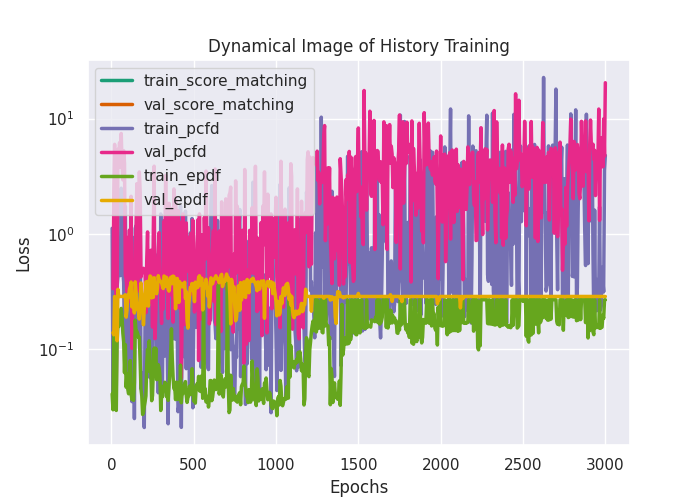 Dynamical Image of History Training
train_score_matching
val_score_matching
train_pcfd
val_pcfd
train_epdf
val_epdf
Loss
10¹
10⁰
10⁻¹
0 500 1000 1500 2000 2500 3000
Epochs